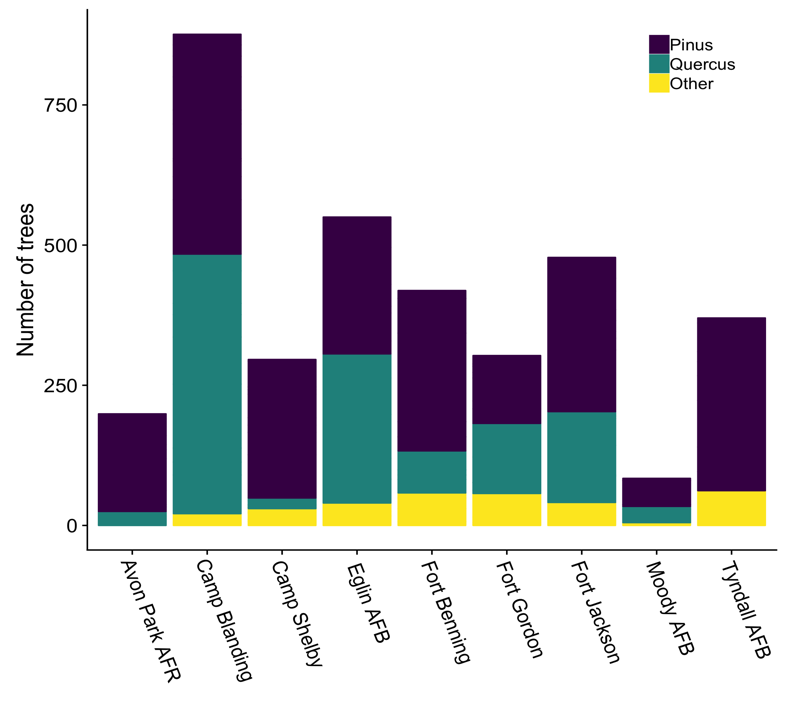 Pinus
Quercus
Other
Number of trees
750
500
250
0
Avon Park AFR
Camp Blanding
Camp Shelby
Eglin AFB
Fort Benning
Fort Gordon
Fort Jackson
Moody AFB
Tyndall AFB